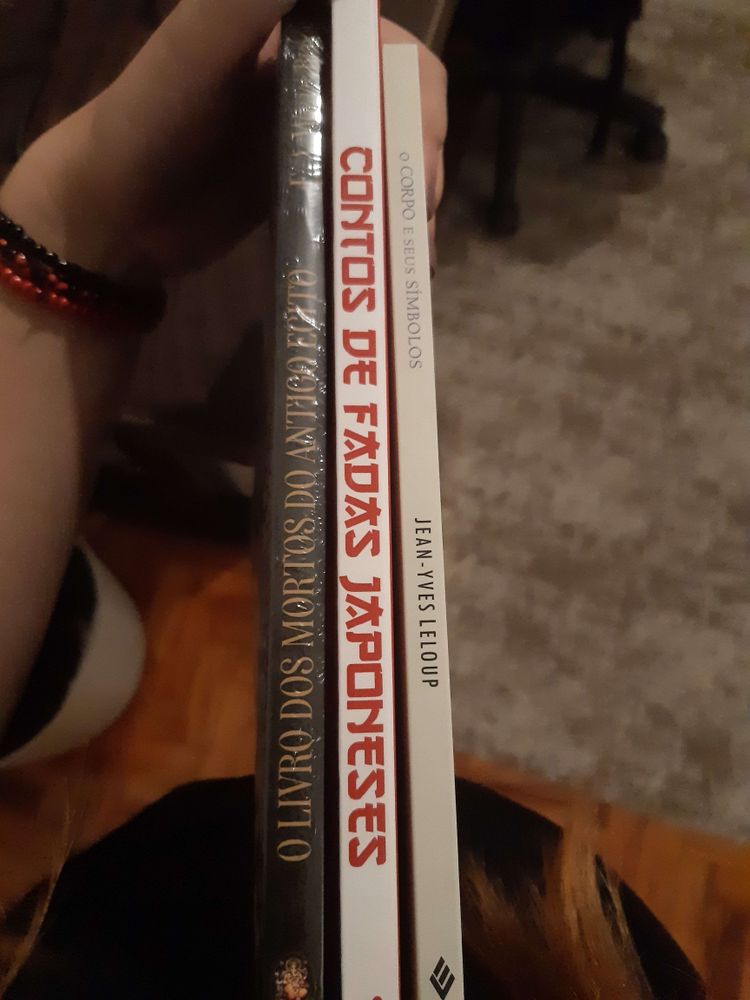 O LIVRO DOS MORTOS DO ANTIGO EGITO
CONTOS DE FADAS JAPONESES
O CORPO E SEUS SÍMBOLOS
JEAN-YVES LELOUP